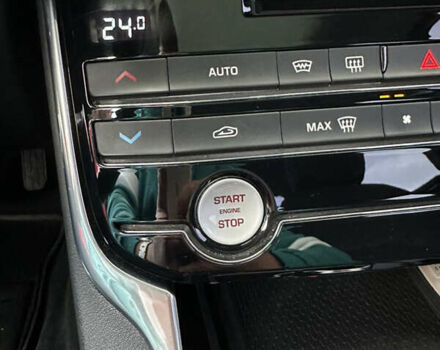 24.0
AUTO
MAX
START
ENGINE
STOP